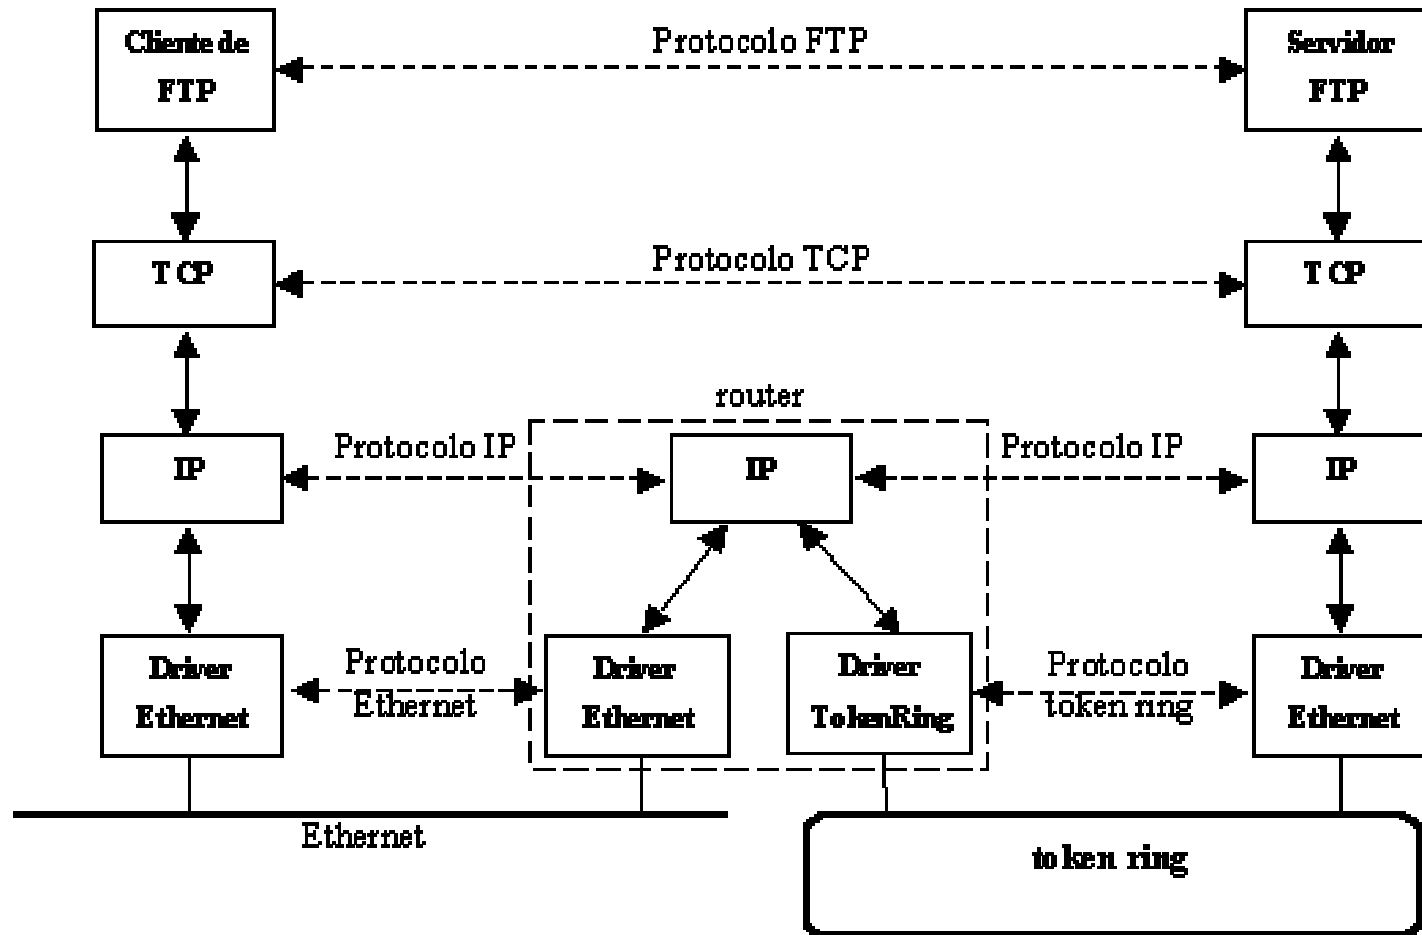 Cliente de
FTP
Protocolo FTP
Servidor
FTP
TCP
Protocolo TCP
TCP
router
IP
Protocolo IP
IP
Protocolo IP
IP
Driver
Ethernet
Protocolo
Ethernet
Driver
Ethernet
Driver
TokenRing
Protocolo
token ring
Driver
Ethernet
Ethernet
token ring